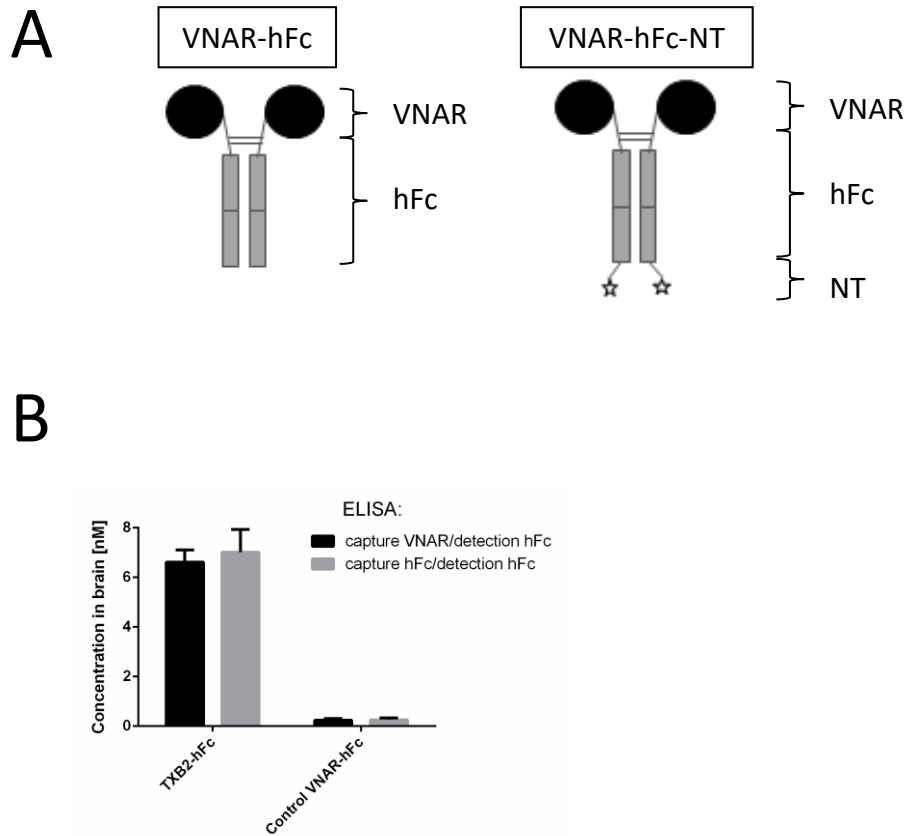 A
VNAR-hFc
VNAR-hFc-NT
VNAR
hFc
VNAR
hFc
NT
B
ELISA:
capture VNAR/detection hFc
capture hFc/detection hFc
Concentration in brain [nM]
8
6
4
2
0
TXB2-hFc
Control VNAR-hFc